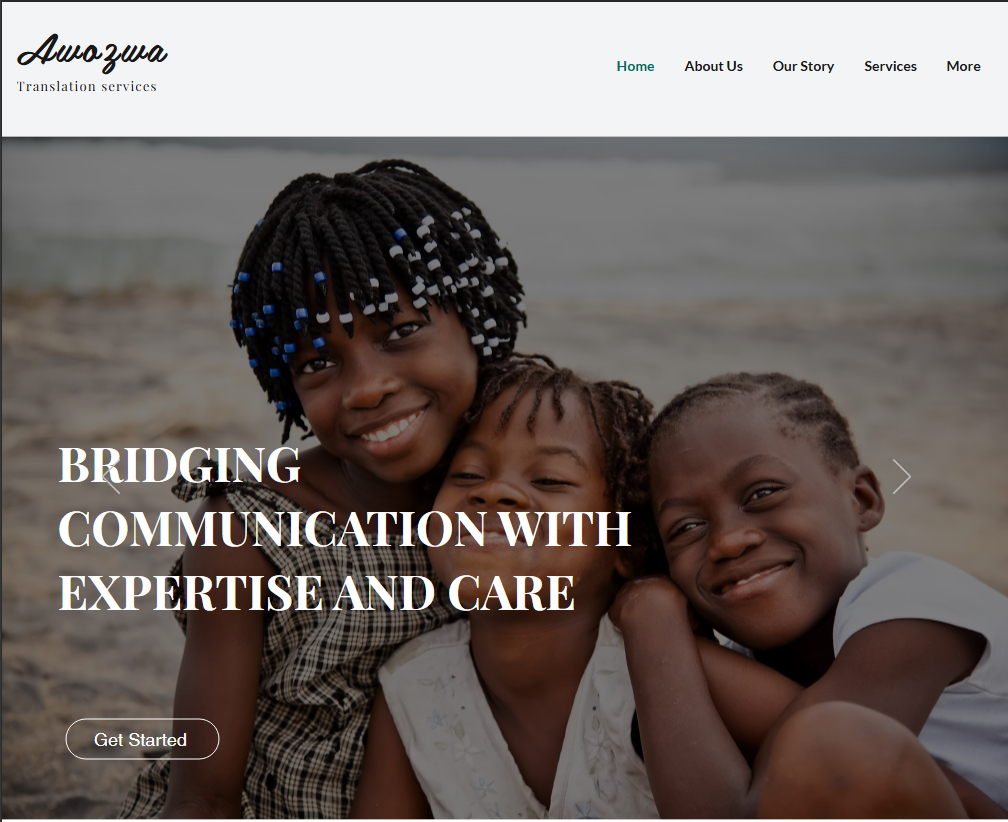 Awozwa
Translation services
Home About Us Our Story Services More
BRIDGING
COMMUNICATION WITH
EXPERTISE AND CARE
Get Started